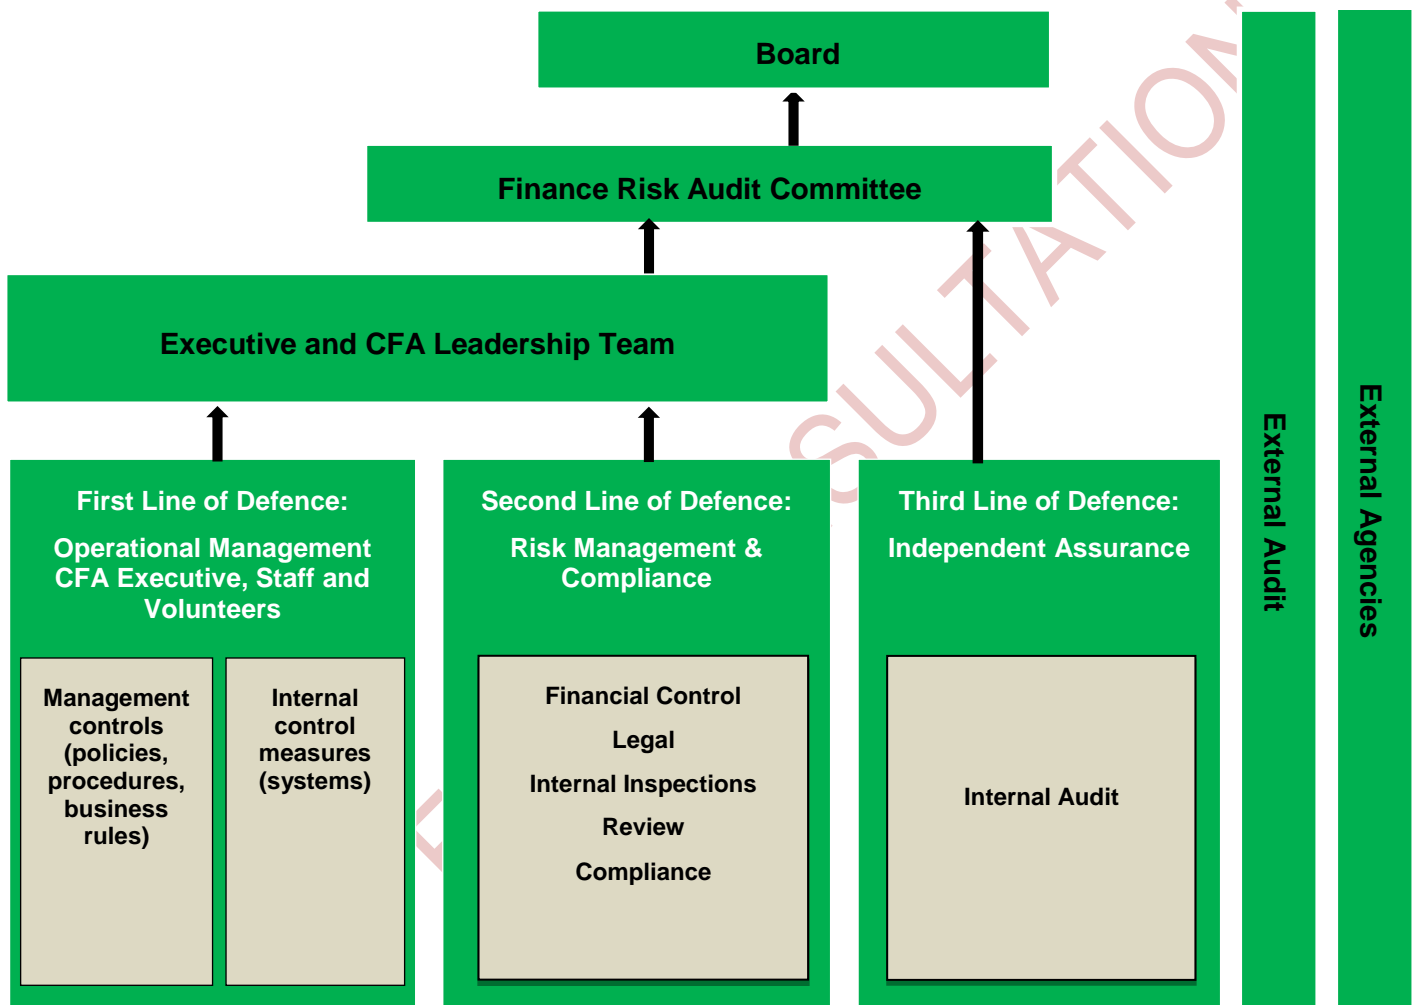 Board
Finance Risk Audit Committee
Executive and CFA Leadership Team
First Line of Defence:
Operational Management
CFA Executive, Staff and
Volunteers
Management
controls
(policies,
procedures,
business
rules)
Internal
control
measures
(systems)
Second Line of Defence:
Risk Management &
Compliance
Financial Control
Legal
Internal Inspections
Review
Compliance
Third Line of Defence:
Independent Assurance
Internal Audit
External Audit
External Agencies
SULTATION